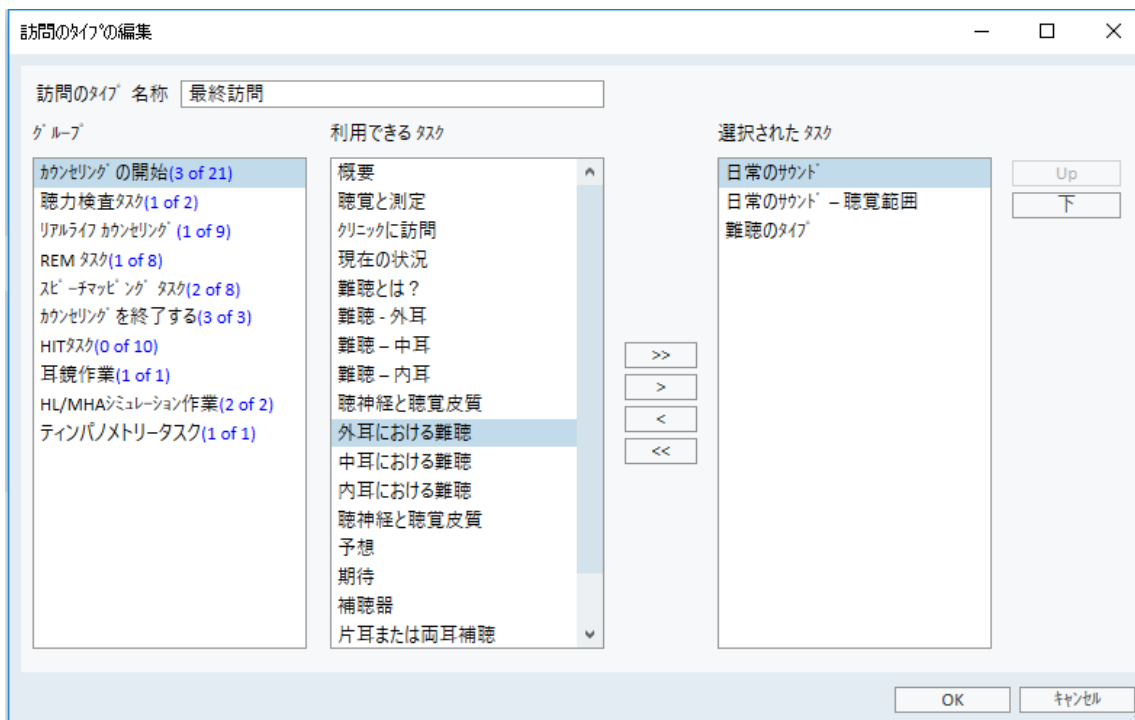 訪問のﾀｲﾌﾟの編集
訪問のﾀｲﾌﾟ 名称 最終訪問
ｸﾞﾙｰﾌﾟ
ｶｳﾝｾﾘﾝｸﾞの開始(3 of 21)
聴力検査ﾀｽｸ(1 of 2)
ﾘｱﾙﾗｲﾌ ｶｳﾝｾﾘﾝｸﾞ(1 of 9)
REM ﾀｽｸ(1 of 8)
ｽﾋﾟｰﾁﾏｯﾋﾟﾝｸﾞ ﾀｽｸ(2 of 8)
ｶｳﾝｾﾘﾝｸﾞを終了する(3 of 3)
HITﾀｽｸ(0 of 10)
耳鏡作業(1 of 1)
HL/MHAｼﾐｭﾚｰｼｮﾝ作業(2 of 2)
ティンパノメトリータスク(1 of 1)
利用できる ﾀｽｸ
概要
聴覚と測定
ｸﾘﾆｯｸに訪問
現在の状況
難聴とは？
難聴 - 外耳
難聴 – 中耳
難聴 – 内耳
聴神経と聴覚皮質
外耳における難聴
中耳における難聴
内耳における難聴
聴神経と聴覚皮質
予想
期待
補聴器
片耳または両耳補聴
>>
>
<
<<
選択された ﾀｽｸ
日常のｻｳﾝﾄﾞ
日常のｻｳﾝﾄﾞ – 聴覚範囲
難聴のﾀｲﾌﾟ
Up
下
OK
ｷｬﾝｾﾙ